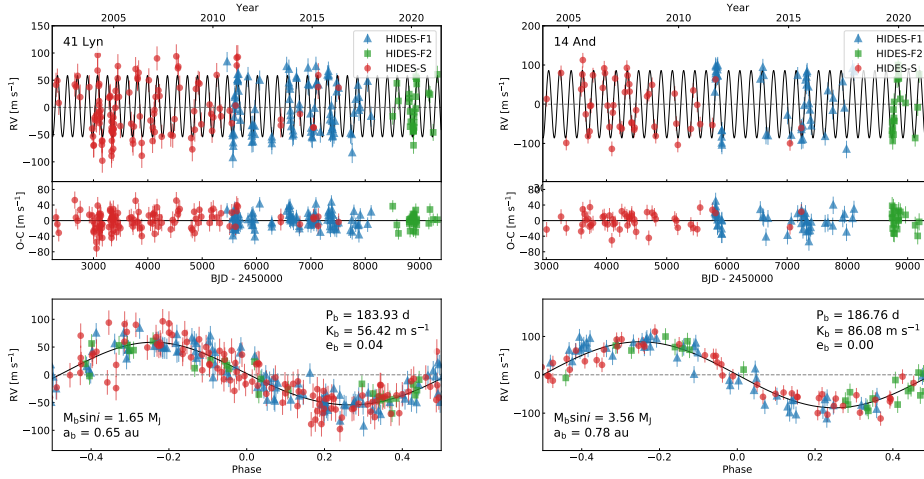 Year
2005 2010 2015 2020
41 Lyn
HIDES-F1
HIDES-F2
HIDES-S
150
100
50
0
−50
−100
RV [m s⁻¹]
80
40
0
−40
−80
O-C [m s⁻¹]
3000 4000 5000 6000 7000 8000 9000
BJD - 2450000
P_b = 183.93 d
K_b = 56.42 m s⁻¹
e_b = 0.04
100
50
0
−50
−100
RV [m s⁻¹]
M_b sini = 1.65 M_J
a_b = 0.65 au
−0.4 −0.2 0.0 0.2 0.4
Phase
Year
2005 2010 2015 2020
14 And
HIDES-F1
HIDES-F2
HIDES-S
200
100
0
−100
RV [m s⁻¹]
80
40
0
−40
−80
O-C [m s⁻¹]
3000 4000 5000 6000 7000 8000 9000
BJD - 2450000
P_b = 186.76 d
K_b = 86.08 m s⁻¹
e_b = 0.00
100
0
−100
RV [m s⁻¹]
M_b sini = 3.56 M_J
a_b = 0.78 au
−0.4 −0.2 0.0 0.2 0.4
Phase